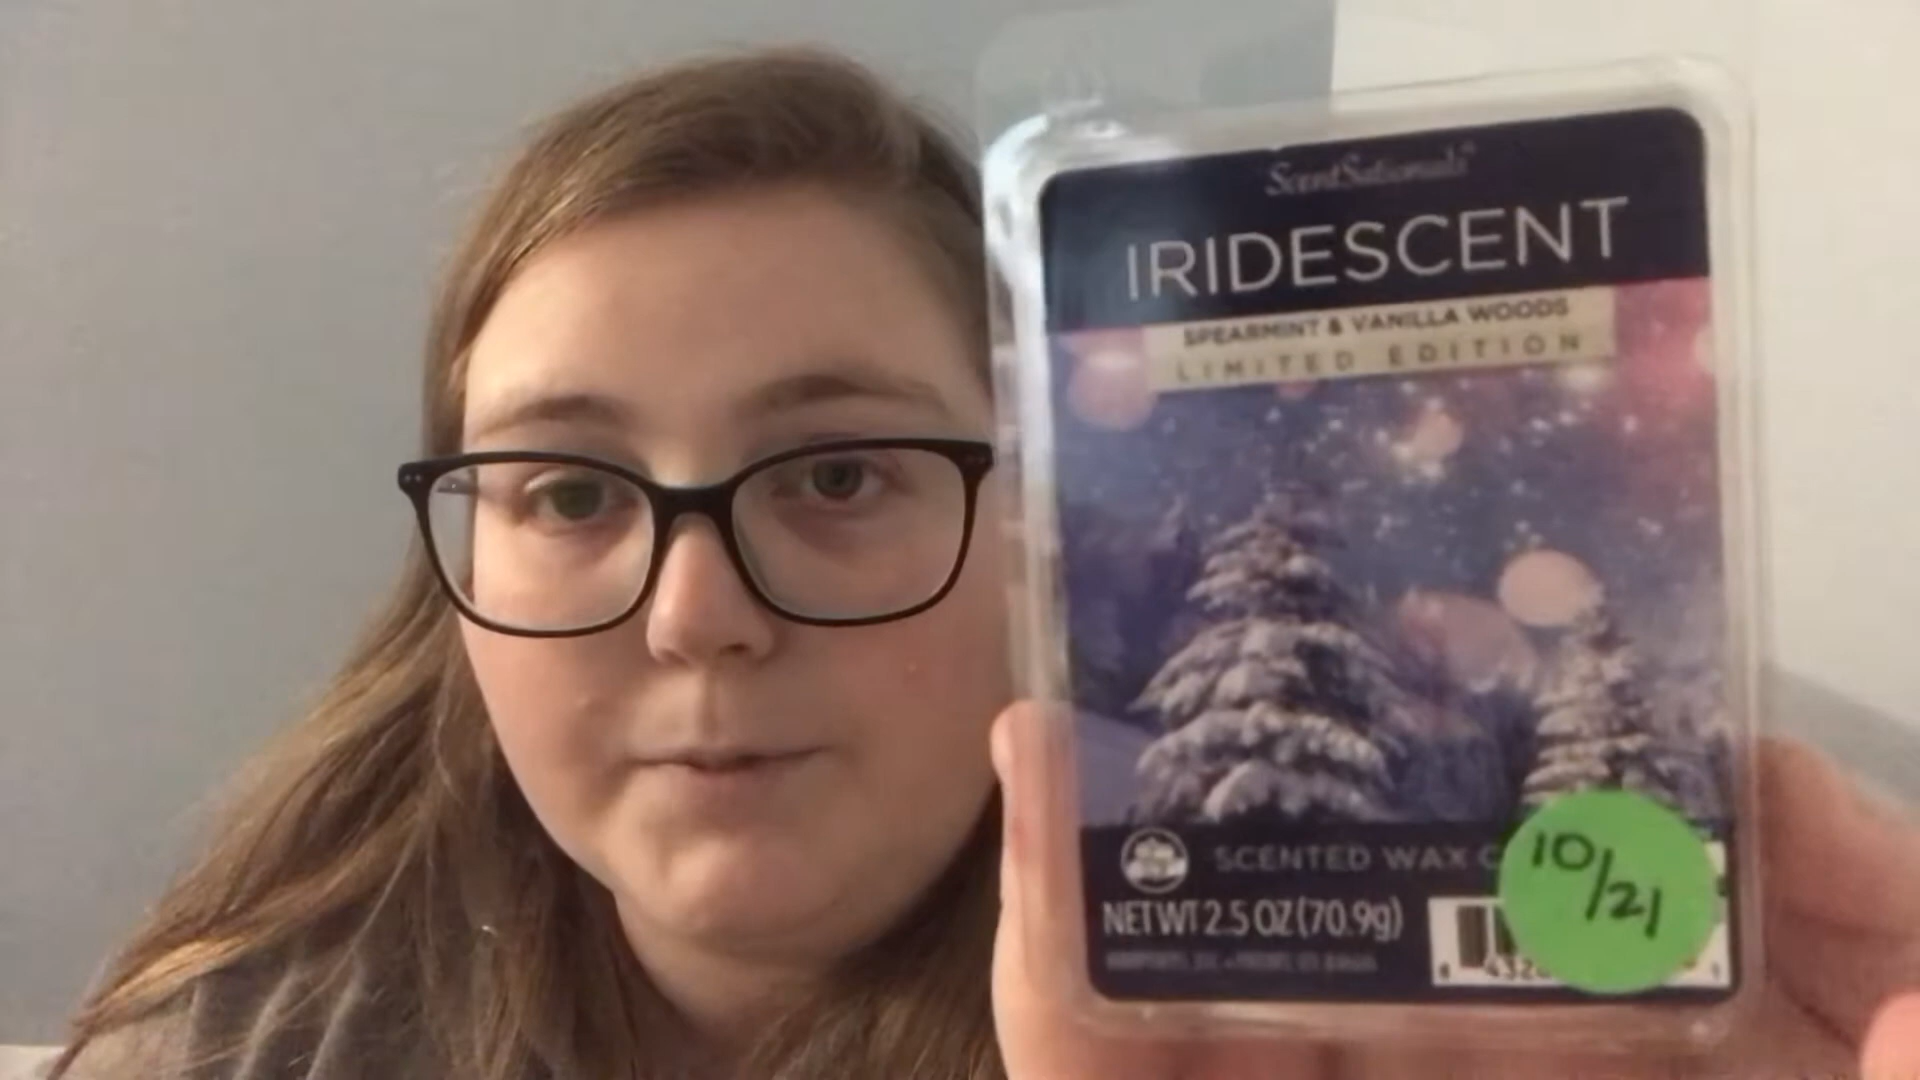 ScentSationals
IRIDESCENT
SPEARMINT & VANILLA WOODS
LIMITED EDITION
SCENTED WAX C
NET WT 2.5 OZ (70.9g)
10/21